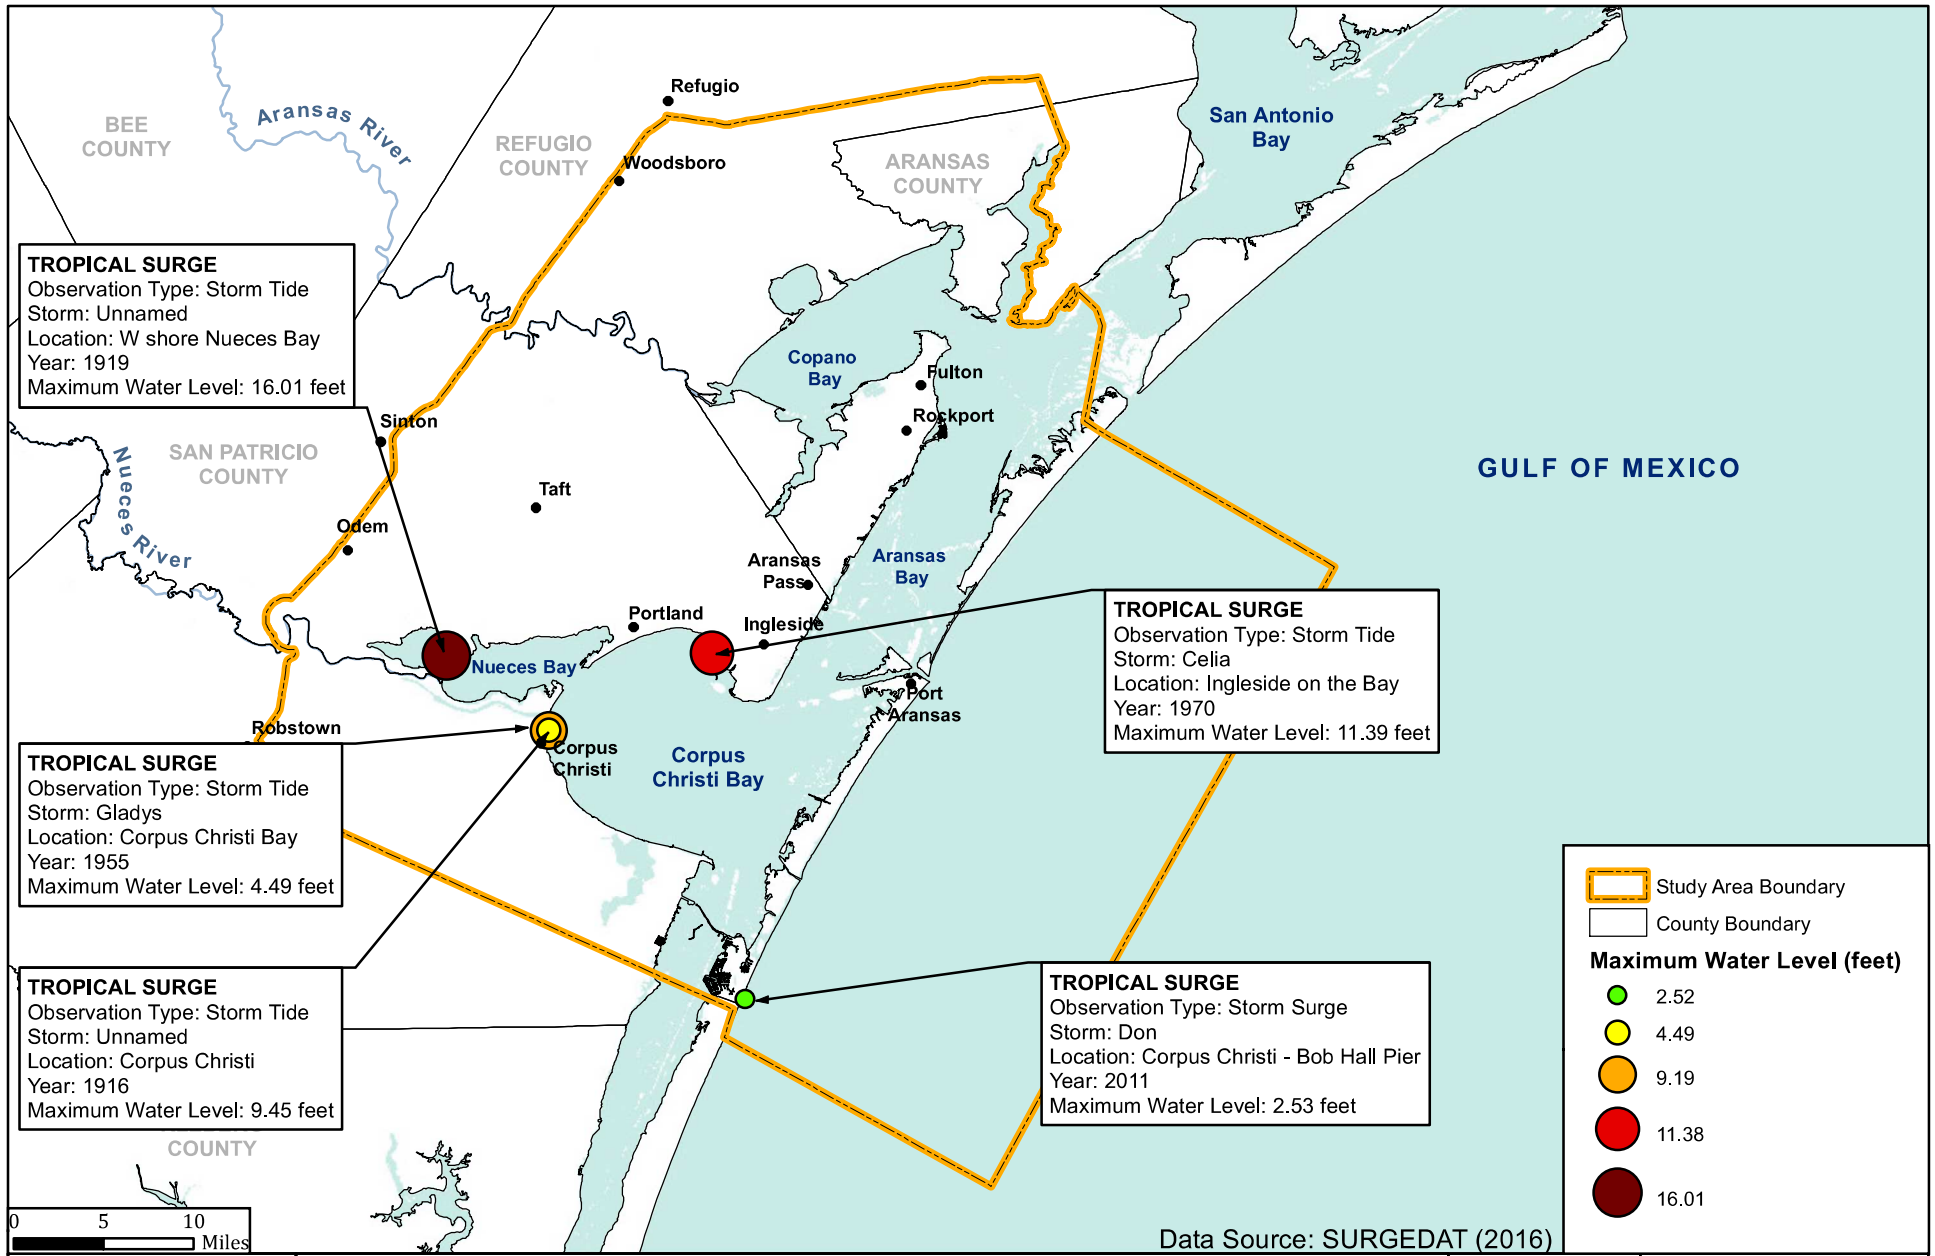 Refugio
BEE
COUNTY
Aransas River
REFUGIO
COUNTY
Woodsboro
ARANSAS
COUNTY
San Antonio
Bay
TROPICAL SURGE
Observation Type: Storm Tide
Storm: Unnamed
Location: W shore Nueces Bay
Year: 1919
Maximum Water Level: 16.01 feet
Copano
Bay
Fulton
Rockport
Sinton
SAN PATRICIO
COUNTY
Nueces River
GULF OF MEXICO
Taft
Odem
Aransas
Pass
Aransas
Bay
Portland
Ingleside
Nueces Bay
TROPICAL SURGE
Observation Type: Storm Tide
Storm: Celia
Location: Ingleside on the Bay
Year: 1970
Maximum Water Level: 11.39 feet
Port
Aransas
Robstown
Corpus
Christi
Corpus
Christi Bay
TROPICAL SURGE
Observation Type: Storm Tide
Storm: Gladys
Location: Corpus Christi Bay
Year: 1955
Maximum Water Level: 4.49 feet
TROPICAL SURGE
Observation Type: Storm Tide
Storm: Unnamed
Location: Corpus Christi
Year: 1916
Maximum Water Level: 9.45 feet
COUNTY
TROPICAL SURGE
Observation Type: Storm Surge
Storm: Don
Location: Corpus Christi - Bob Hall Pier
Year: 2011
Maximum Water Level: 2.53 feet
Study Area Boundary
County Boundary
Maximum Water Level (feet)
2.52
4.49
9.19
11.38
16.01
0 5 10
Miles
Data Source: SURGEDAT (2016)